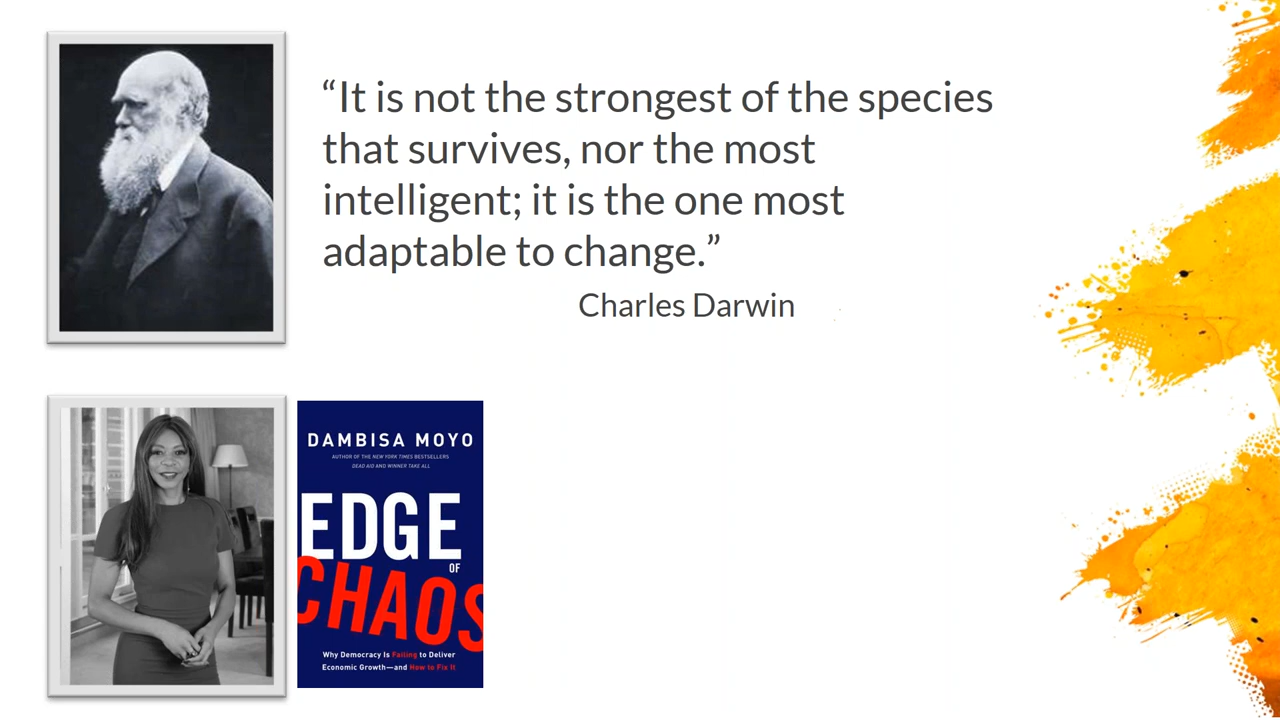 “It is not the strongest of the species
that survives, nor the most
intelligent; it is the one most
adaptable to change.”
Charles Darwin
DAMBISA MOYO
AUTHOR OF THE NEW YORK TIMES BESTSELLERS
DEAD AID AND WINNER TAKE ALL
EDGE
OF
CHAOS
Why Democracy Is Failing to Deliver
Economic Growth—and How to Fix It